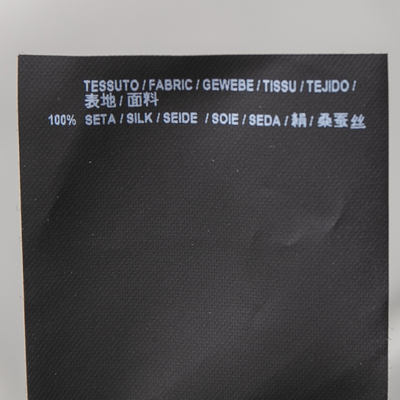 TESSUTO / FABRIC / GEWEBE / TISSU / TEJIDO /
表地 / 面料
100% SETA / SILK / SEIDE / SOIE / SEDA / 絹 / 桑蚕丝